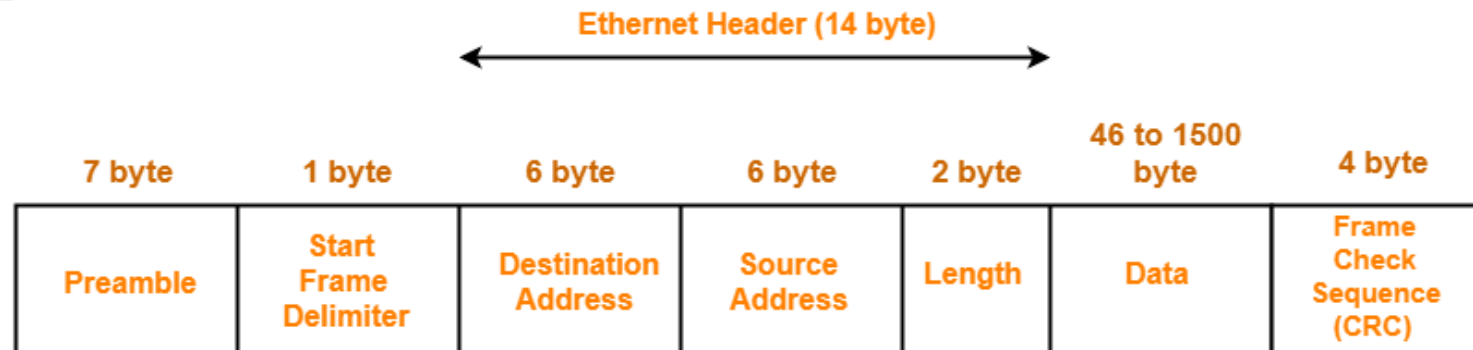 Ethernet Header (14 byte)
7 byte
1 byte
6 byte
6 byte
2 byte
46 to 1500
byte
4 byte
Preamble
Start
Frame
Delimiter
Destination
Address
Source
Address
Length
Data
Frame
Check
Sequence
(CRC)